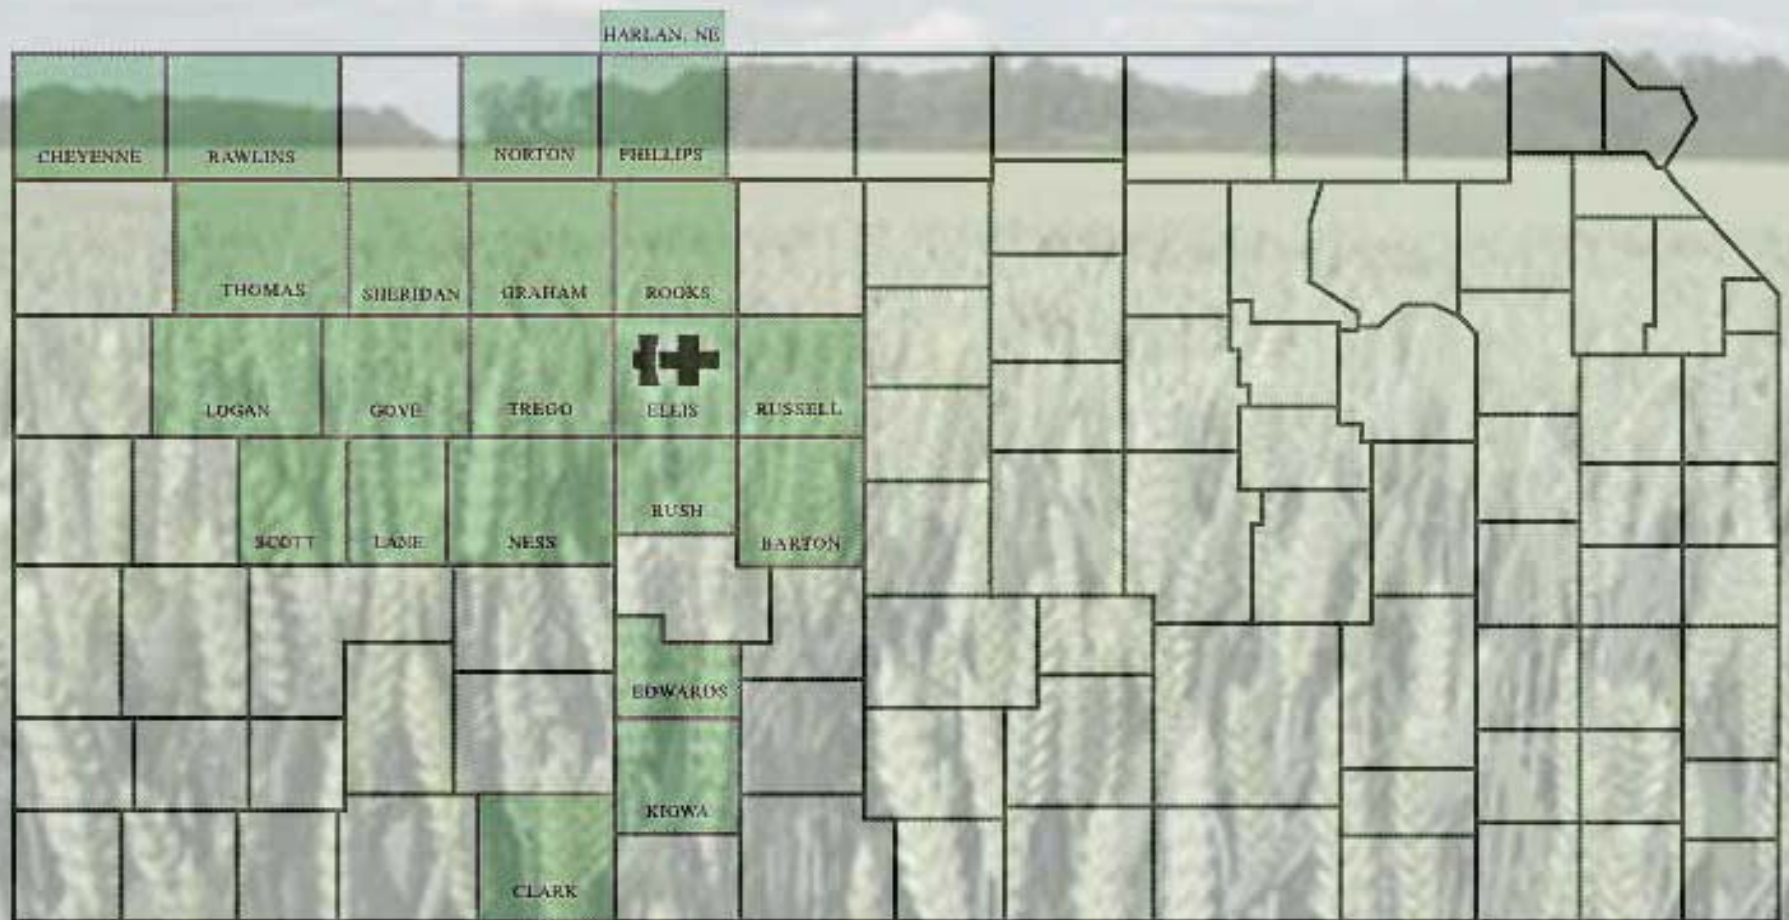 HARLAN, NE
CHEYENNE
RAWLINS
NORTON
PHILLIPS
THOMAS
SHERIDAN
GRAHAM
ROOKS
LOGAN
GOVE
TREGO
ELLIS
RUSSELL
SCOTT
LANE
NESS
RUSH
BARTON
EDWARDS
KIOWA
CLARK